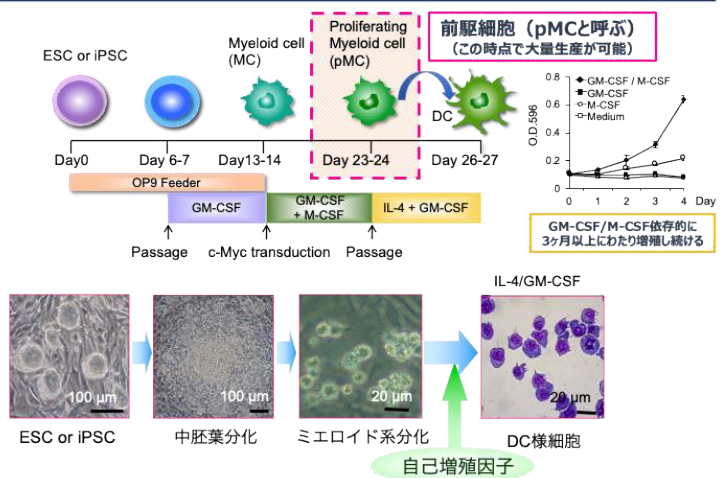 前駆細胞（pMCと呼ぶ）
（この時点で大量生産が可能）
ESC or iPSC
Myeloid cell
(MC)
Proliferating
Myeloid cell
(pMC)
DC
Day0
Day 6-7
Day13-14
Day 23-24
Day 26-27
OP9 Feeder
GM-CSF
GM-CSF
+ M-CSF
IL-4 + GM-CSF
Passage
c-Myc transduction
Passage
GM-CSF / M-CSF
GM-CSF
M-CSF
Medium
O.D.596
0.8
0.6
0.4
0.2
0
0
1
2
3
4
Day
GM-CSF/M-CSF依存的に
3ヶ月以上にわたり増殖し続ける
IL-4/GM-CSF
100 μm
100 μm
20 μm
20 μm
ESC or iPSC
中胚葉分化
ミエロイド系分化
DC様細胞
自己増殖因子